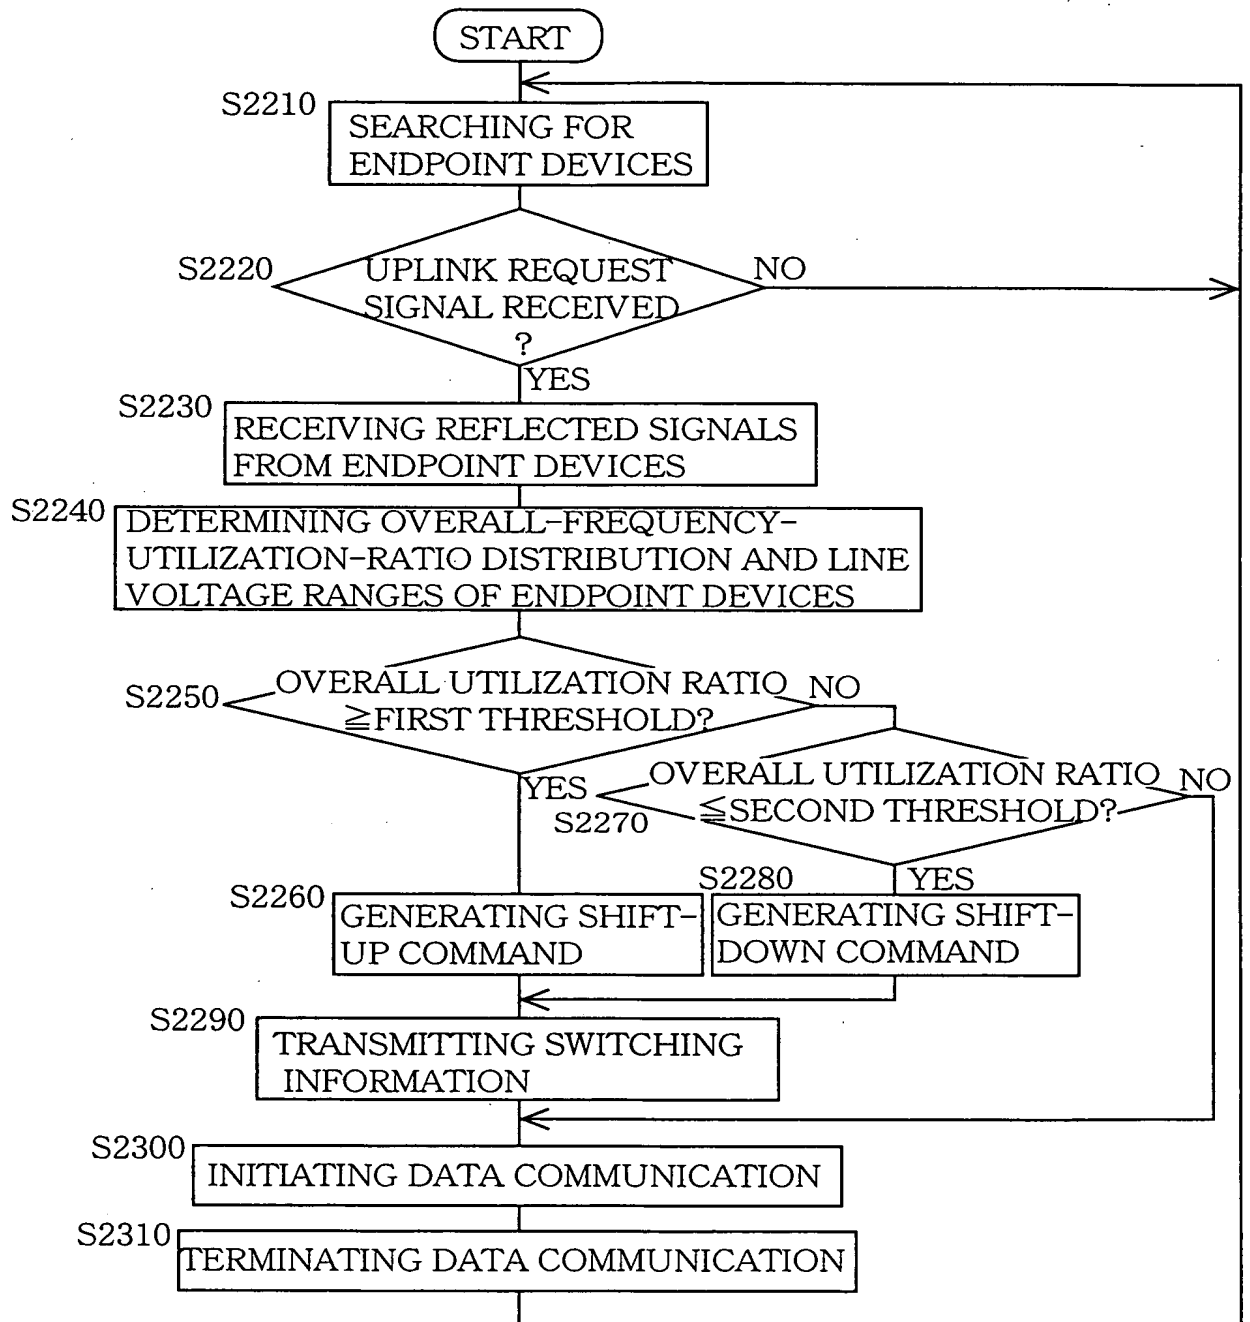 START
S2210
SEARCHING FOR
ENDPOINT DEVICES
S2220
UPLINK REQUEST
SIGNAL RECEIVED
?
NO
YES
S2230
RECEIVING REFLECTED SIGNALS
FROM ENDPOINT DEVICES
S2240
DETERMINING OVERALL-FREQUENCY-
UTILIZATION-RATIO DISTRIBUTION AND LINE
VOLTAGE RANGES OF ENDPOINT DEVICES
S2250
OVERALL UTILIZATION RATIO
≧FIRST THRESHOLD?
NO
YES
S2270
OVERALL UTILIZATION RATIO
≦SECOND THRESHOLD?
NO
YES
S2260
GENERATING SHIFT-
UP COMMAND
S2280
GENERATING SHIFT-
DOWN COMMAND
S2290
TRANSMITTING SWITCHING
INFORMATION
S2300
INITIATING DATA COMMUNICATION
S2310
TERMINATING DATA COMMUNICATION